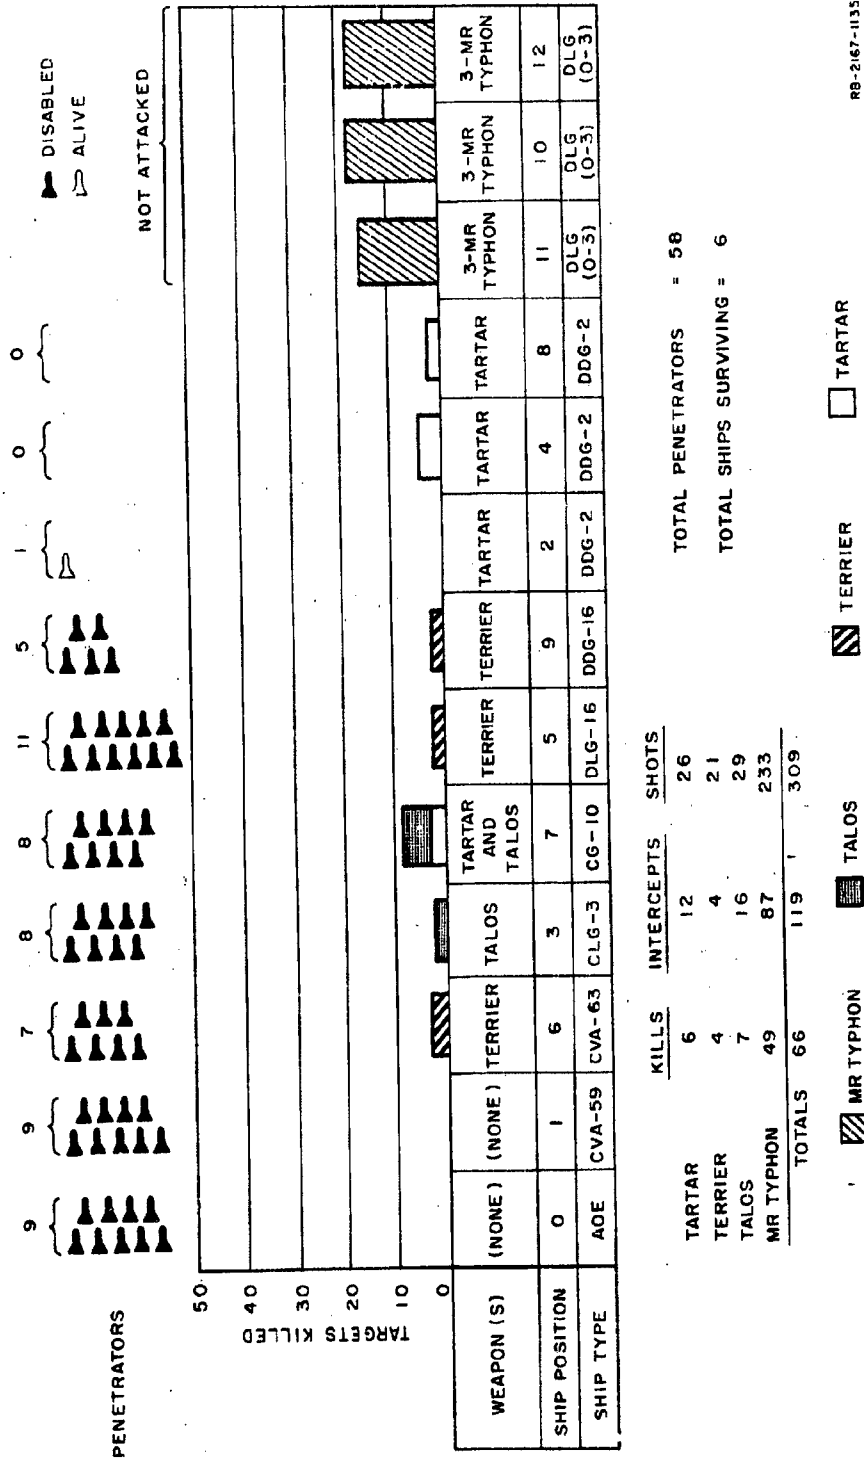 PENETRATORS
9 9 7 8 8 11 5 1 0 0
DISABLED
ALIVE
NOT ATTACKED
TARGETS KILLED
50
40
30
20
10
0
WEAPON (S) (NONE) (NONE) TERRIER TALOS TARTAR AND TALOS TERRIER TERRIER TARTAR TARTAR TARTAR 3-MR TYPHON 3-MR TYPHON 3-MR TYPHON
SHIP POSITION 0 1 6 3 7 5 9 2 4 8 11 10 12
SHIP TYPE AOE CVA-59 CVA-63 CLG-3 CG-10 DLG-16 DDG-16 DDG-2 DDG-2 DDG-2 DLG (0-3) DLG (0-3) DLG (0-3)
KILLS INTERCEPTS SHOTS
TARTAR 6 12 26
TERRIER 4 4 21
TALOS 7 16 29
MR TYPHON 49 87 233
TOTALS 66 119 309
TOTAL PENETRATORS = 58
TOTAL SHIPS SURVIVING = 6
MR TYPHON TALOS TERRIER TARTAR
RB-2167-1135